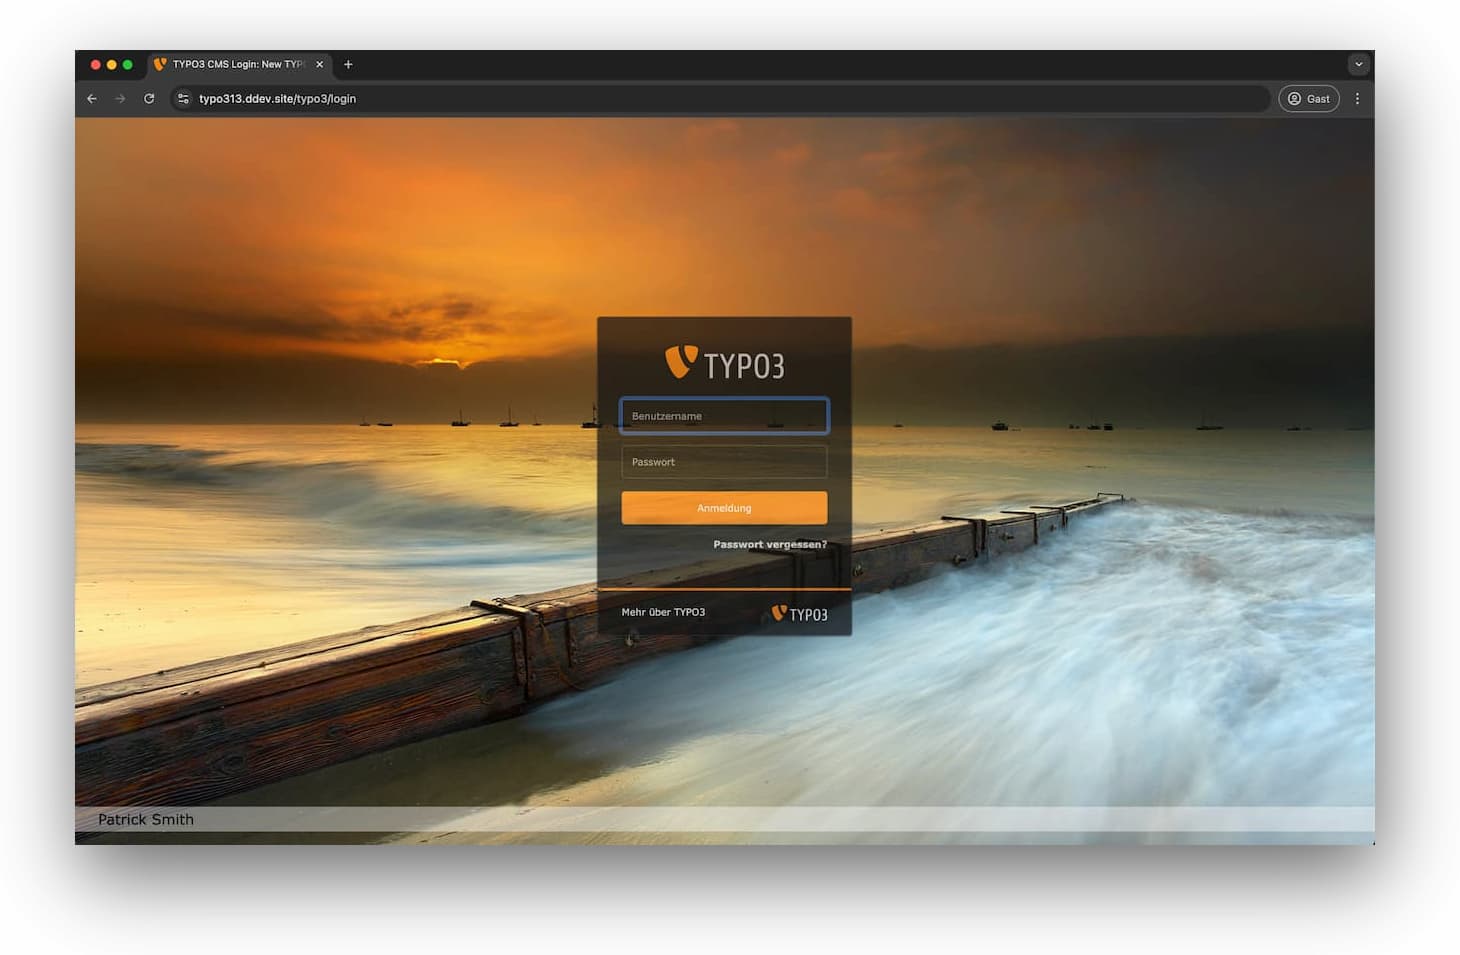 TYPO3 CMS Login: New TYP
typo313.ddev.site/typo3/login
Gast
TYPO3
Benutzername
Passwort
Anmeldung
Passwort vergessen?
Mehr über TYPO3
TYPO3
Patrick Smith